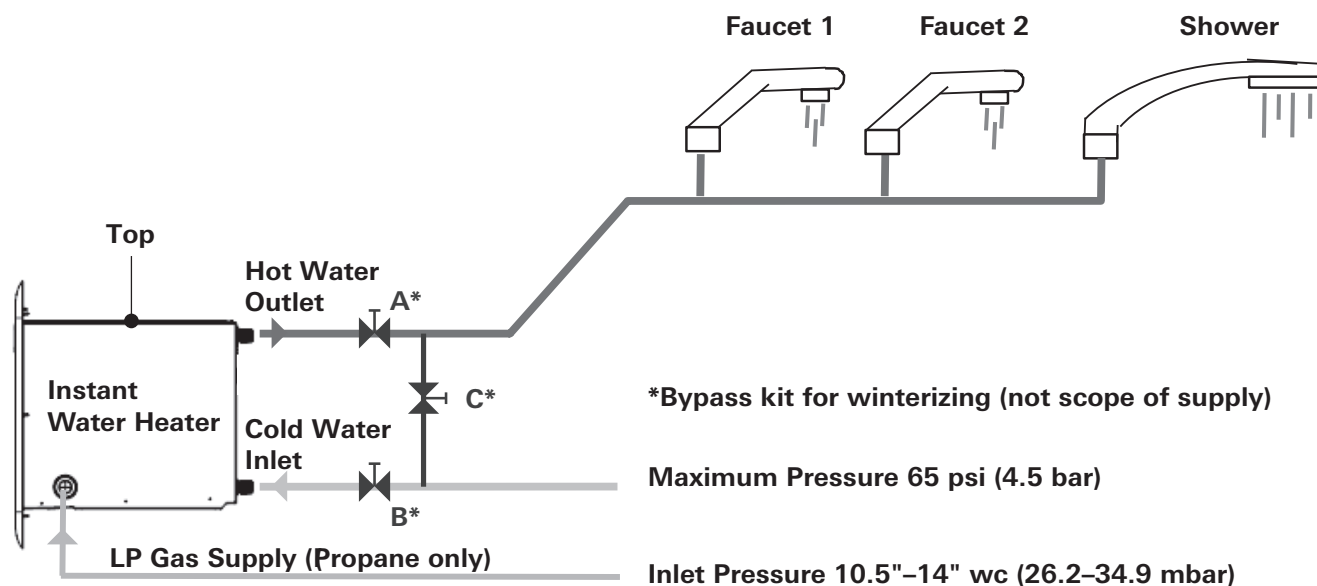 Faucet 1
Faucet 2
Shower
Top
Hot Water
Outlet
A*
Instant
Water Heater
C*
*Bypass kit for winterizing (not scope of supply)
Cold Water
Inlet
Maximum Pressure 65 psi (4.5 bar)
B*
LP Gas Supply (Propane only)
Inlet Pressure 10.5"–14" wc (26.2–34.9 mbar)